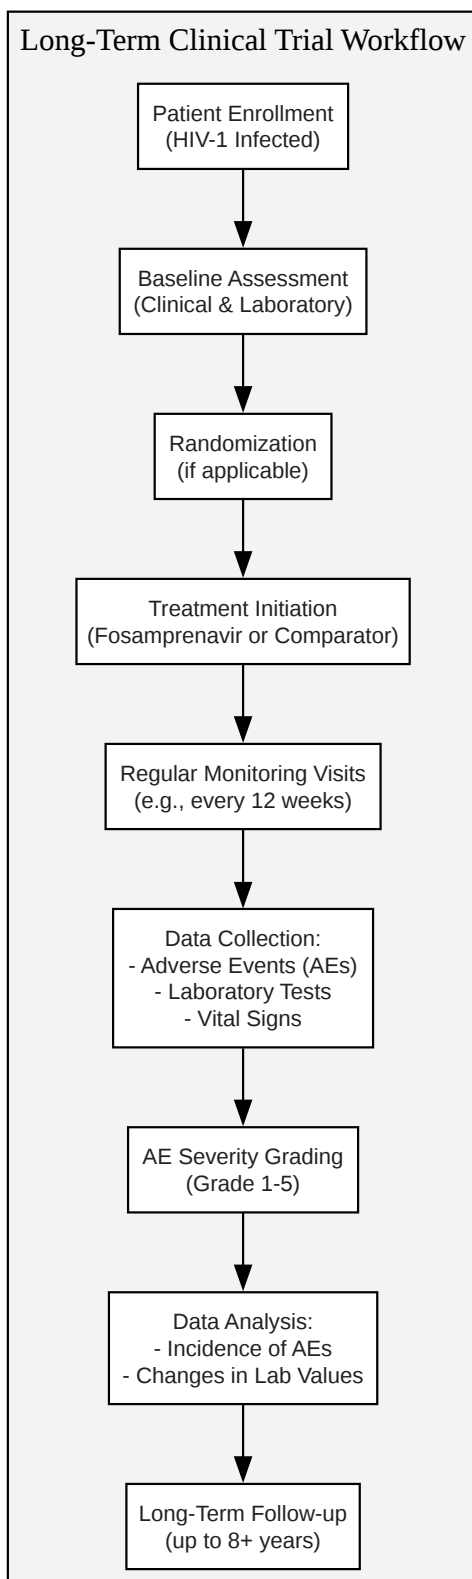 Long-Term Clinical Trial Workflow
Patient Enrollment
(HIV-1 Infected)
Baseline Assessment
(Clinical & Laboratory)
Randomization
(if applicable)
Treatment Initiation
(Fosamprenavir or Comparator)
Regular Monitoring Visits
(e.g., every 12 weeks)
Data Collection:
- Adverse Events (AEs)
- Laboratory Tests
- Vital Signs
AE Severity Grading
(Grade 1-5)
Data Analysis:
- Incidence of AEs
- Changes in Lab Values
Long-Term Follow-up
(up to 8+ years)